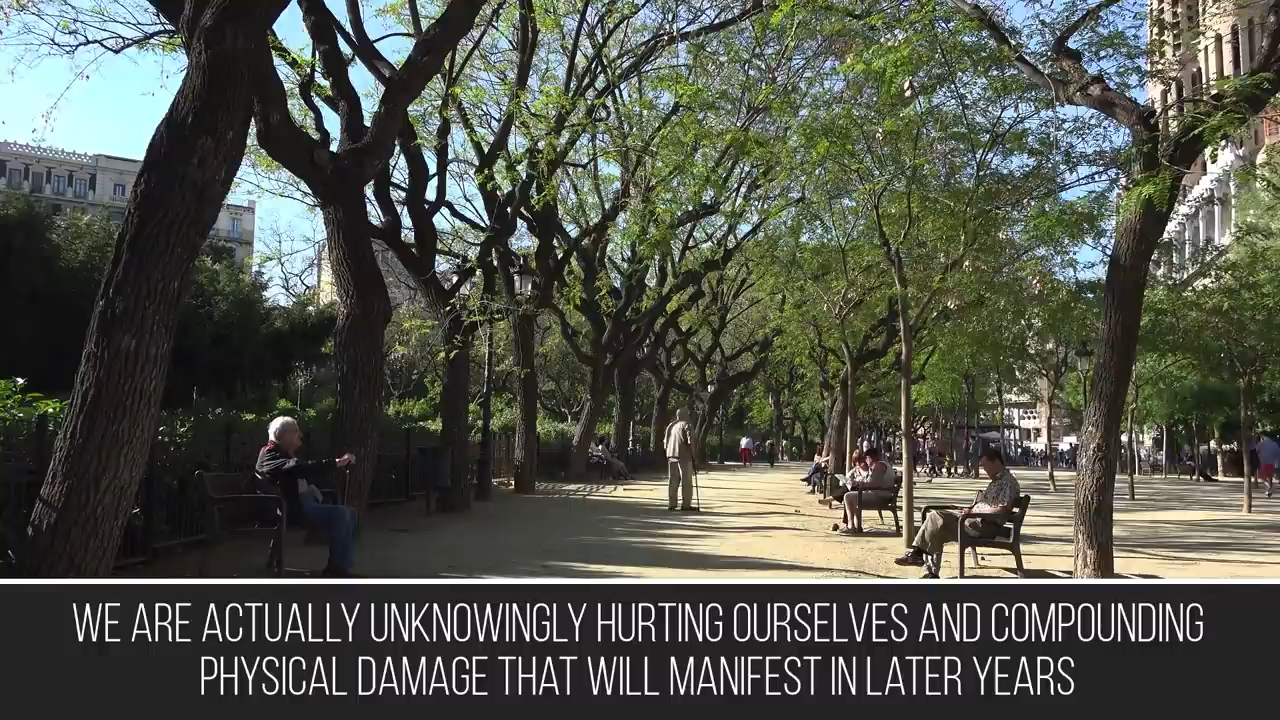 WE ARE ACTUALLY UNKNOWINGLY HURTING OURSELVES AND COMPOUNDING
PHYSICAL DAMAGE THAT WILL MANIFEST IN LATER YEARS